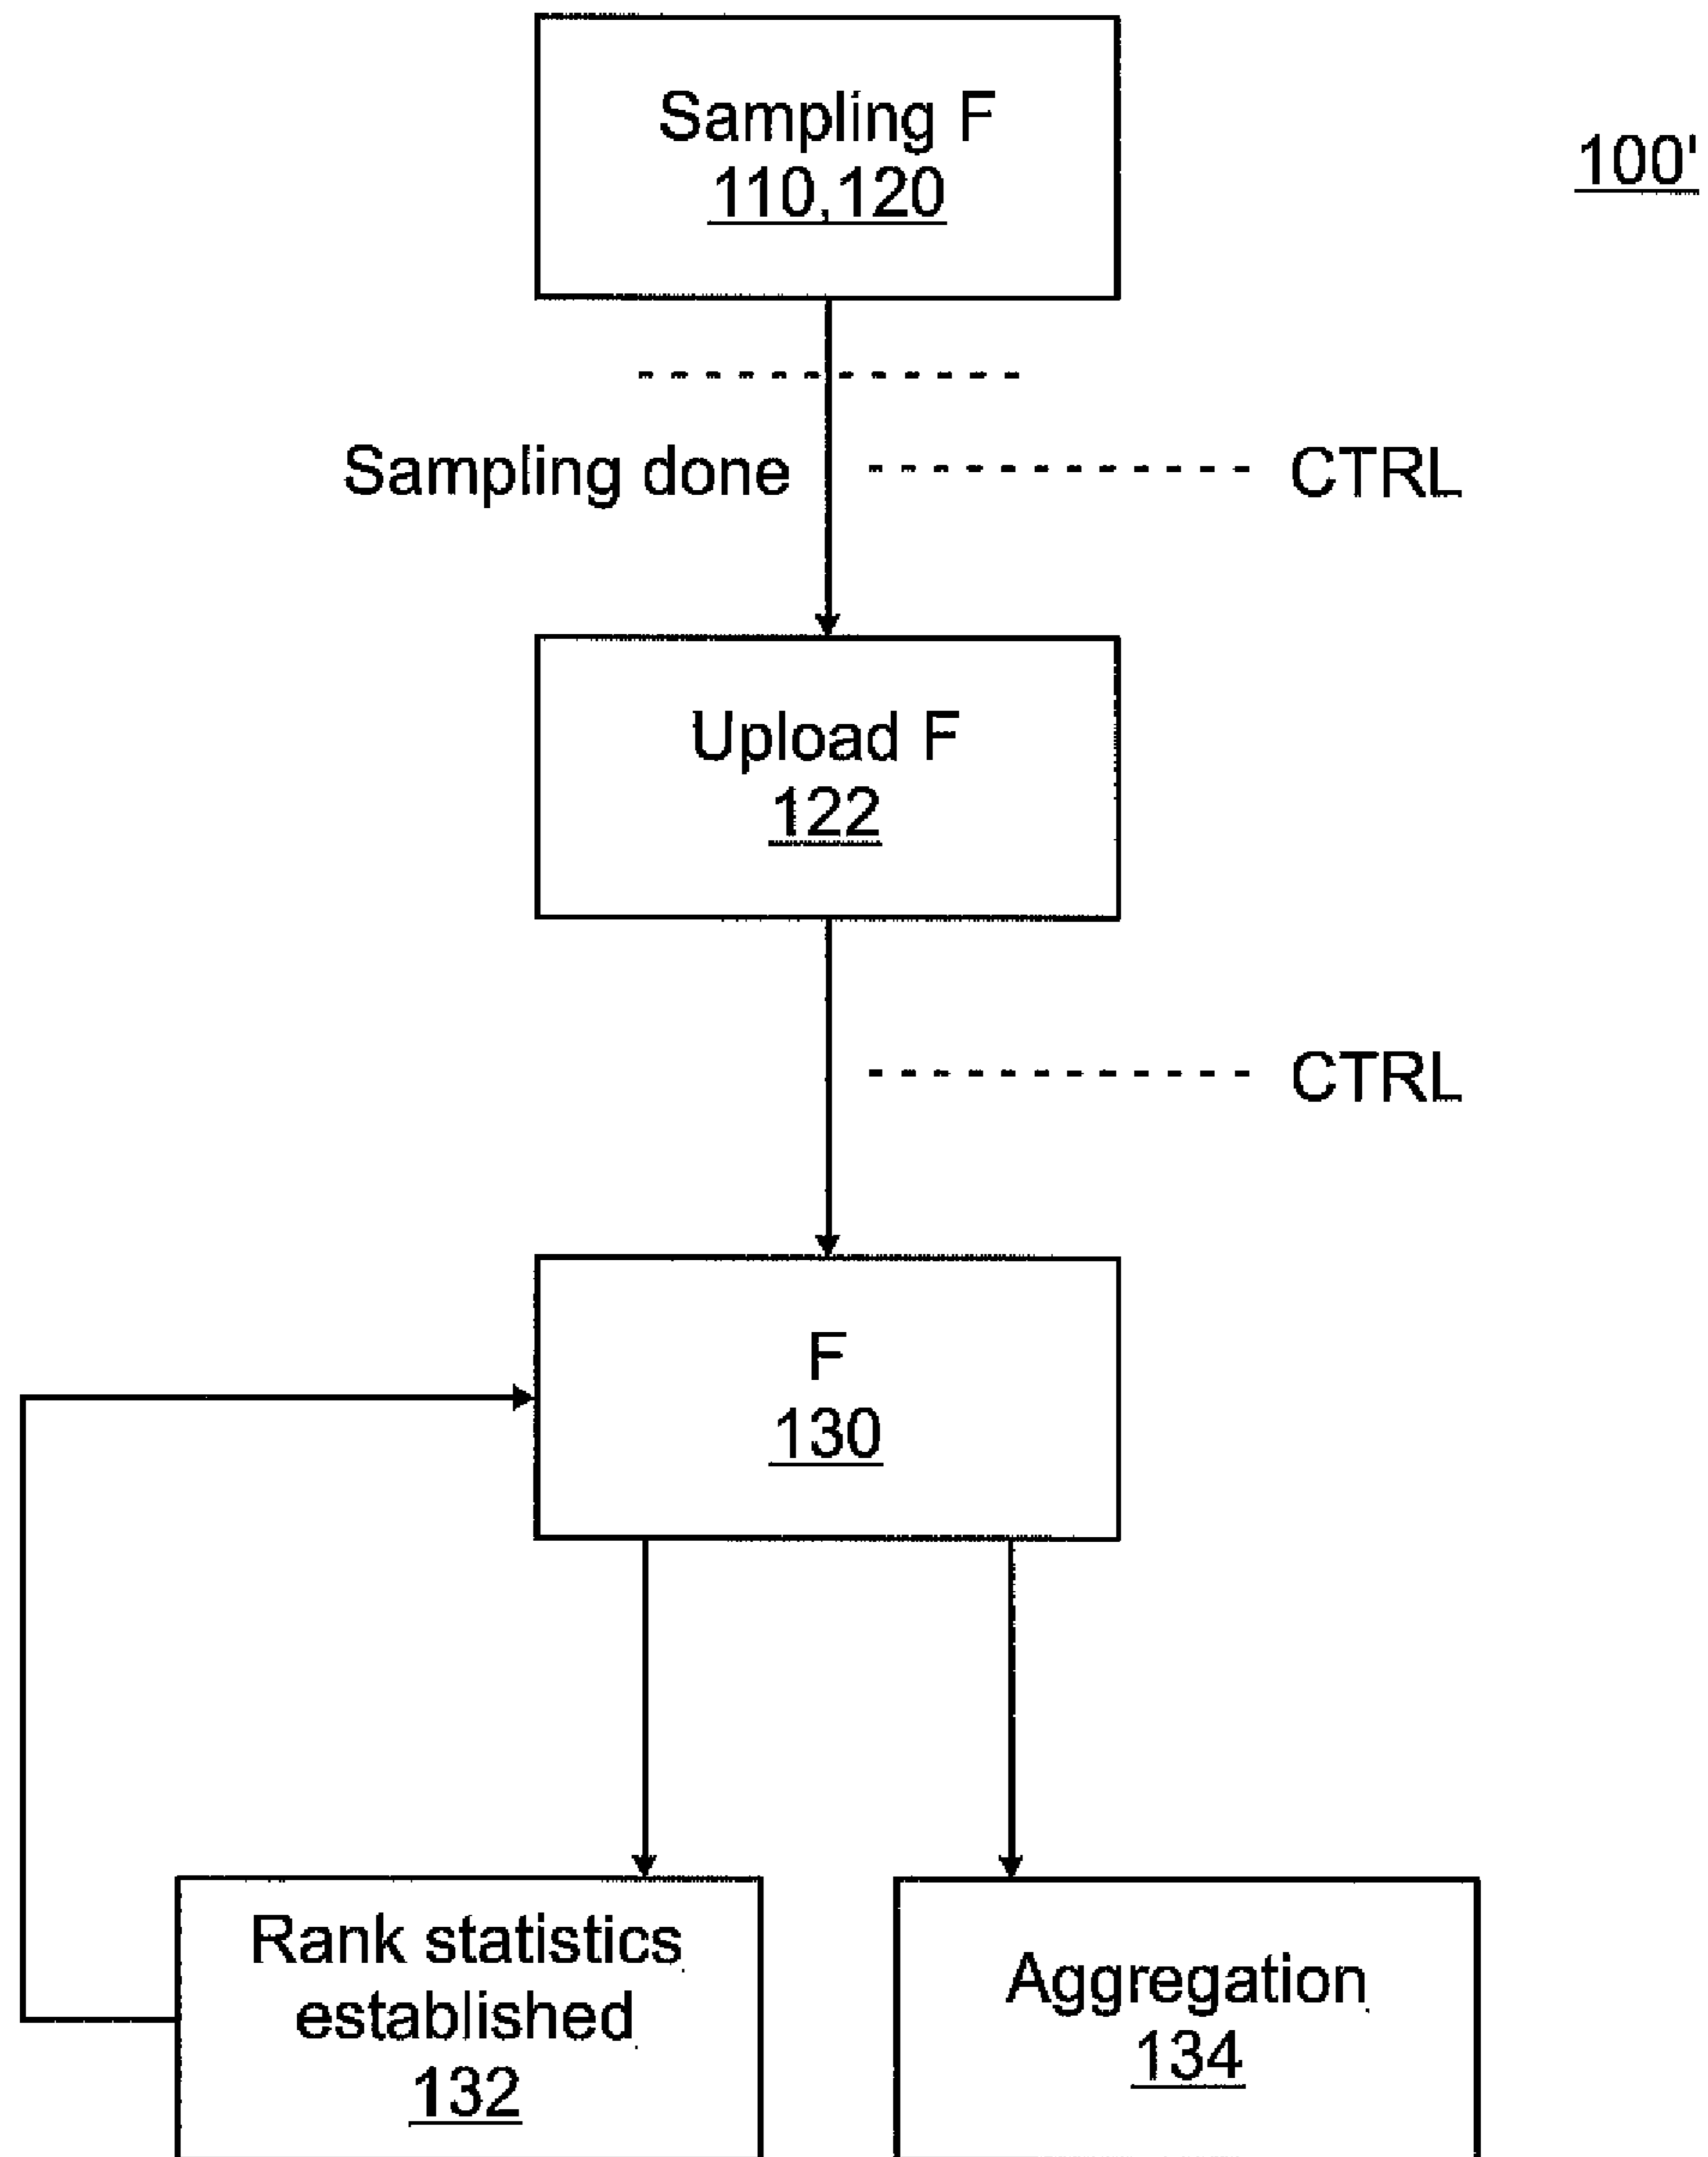 Sampling F
110,120
100'
Sampling done
CTRL
Upload F
122
CTRL
F
130
Rank statistics
established
132
Aggregation
134